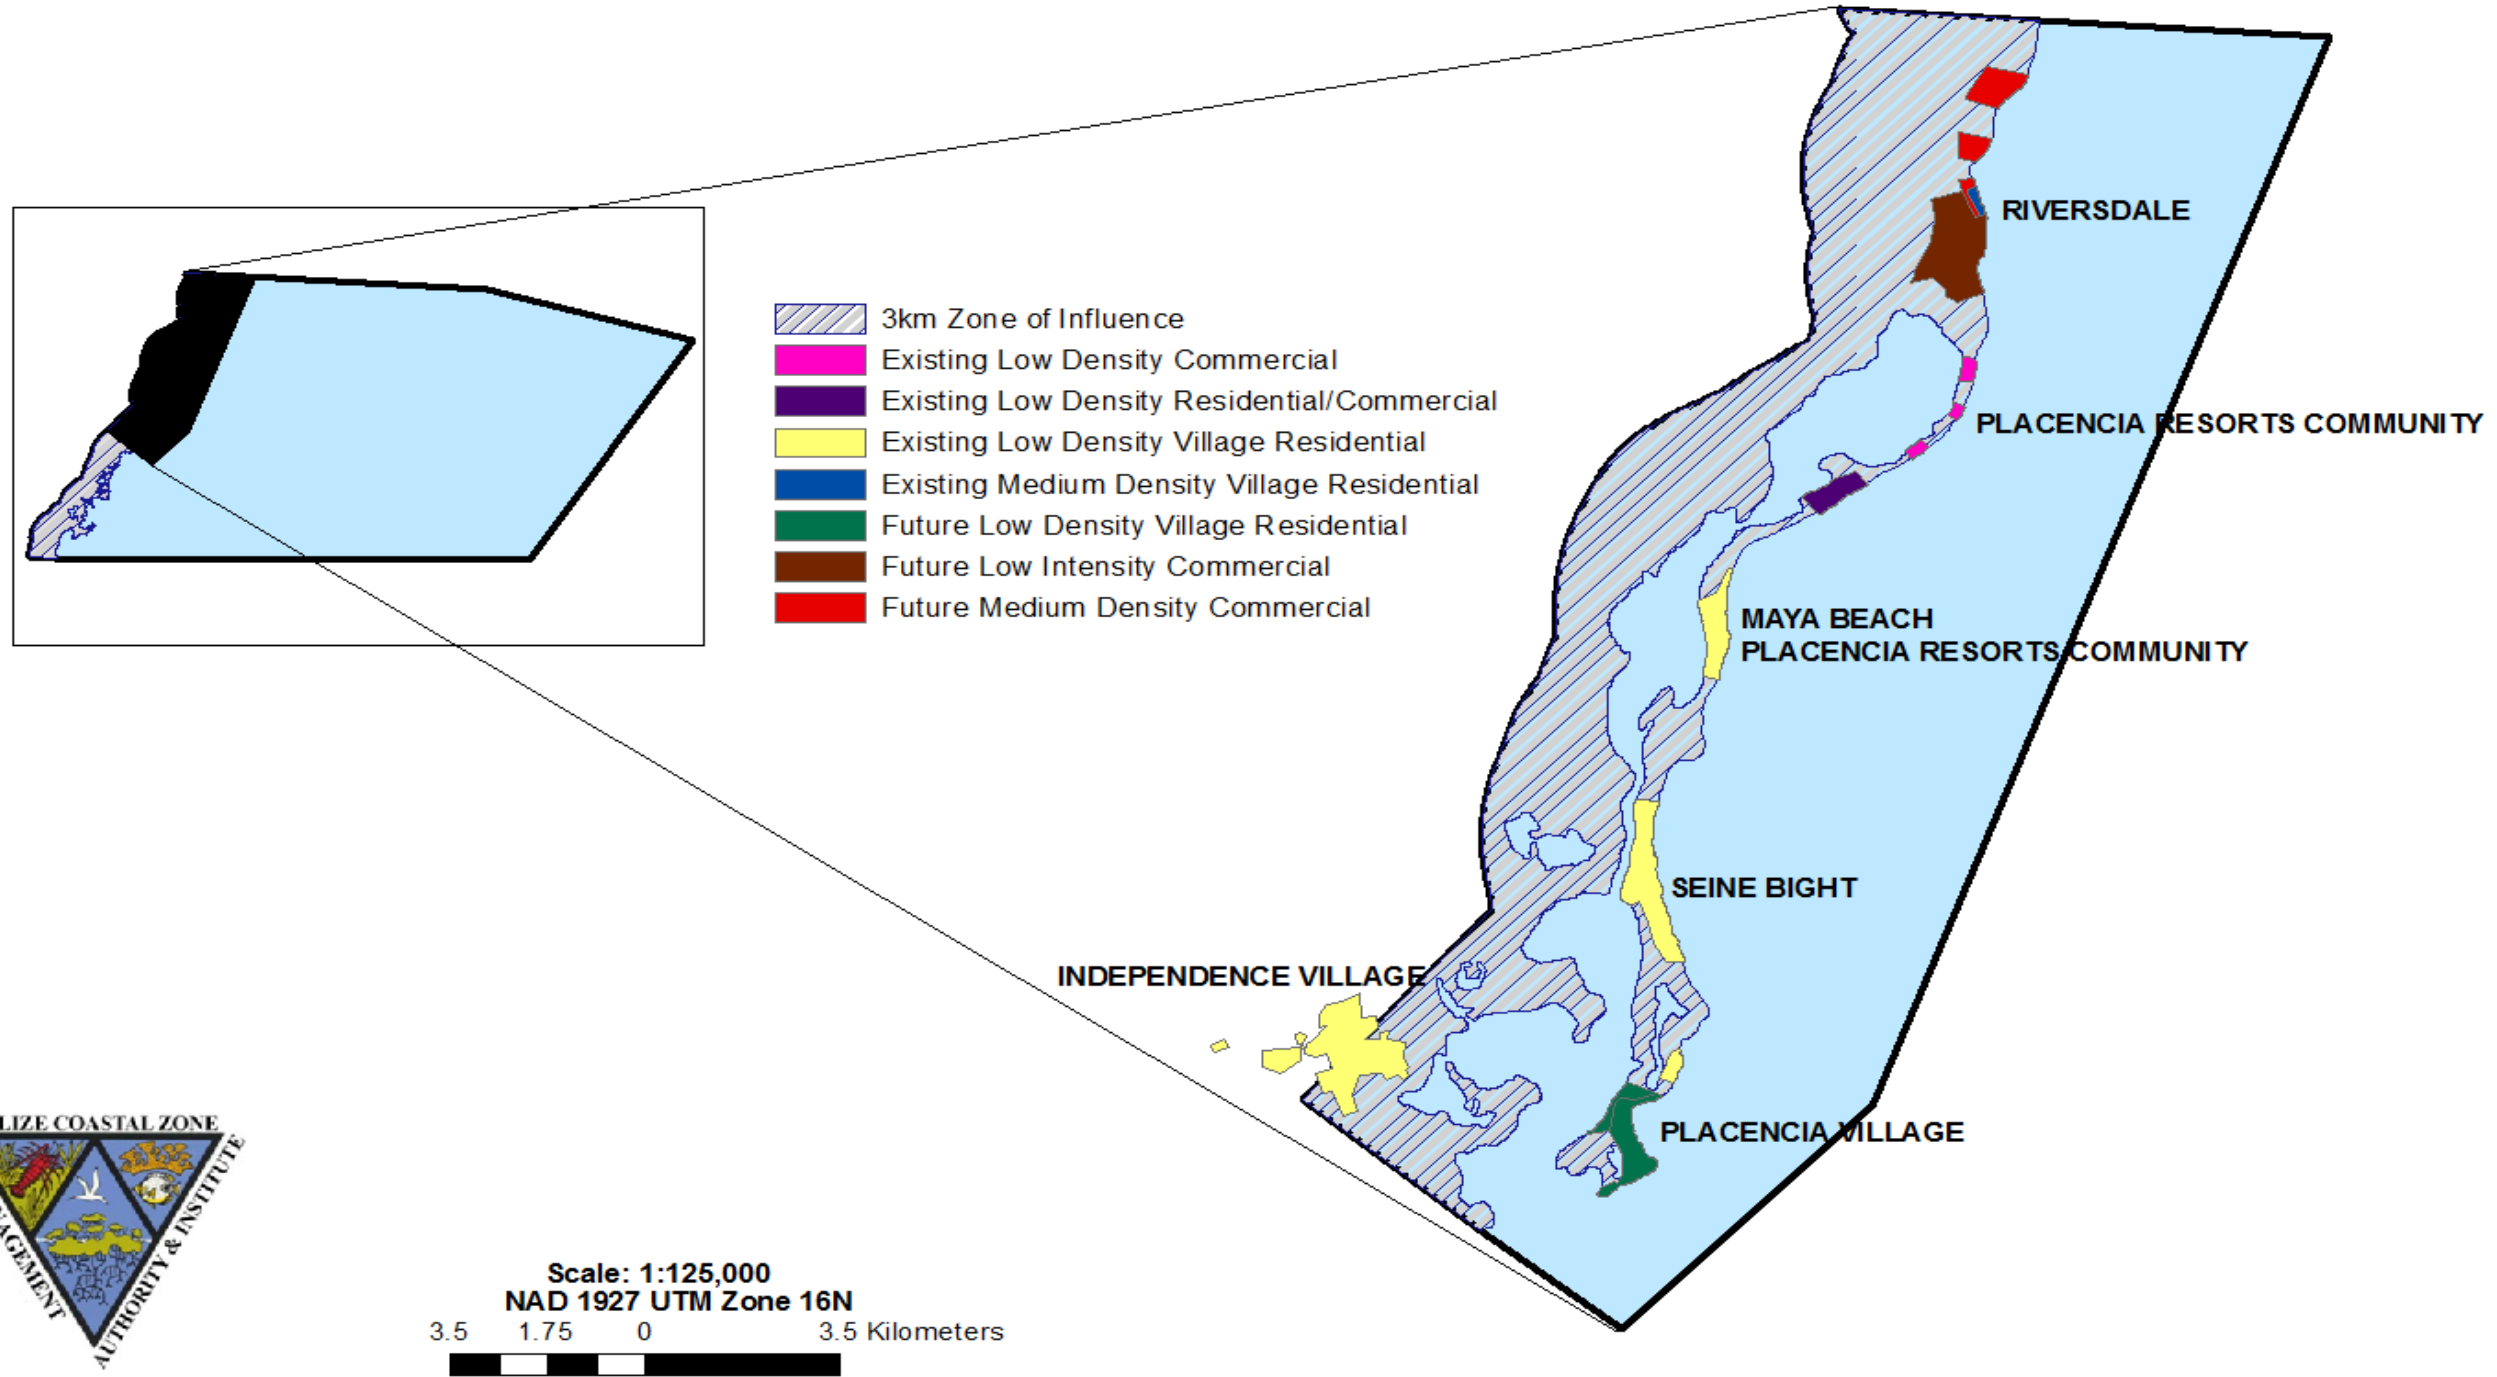 RIVERSDALE
3km Zone of Influence
Existing Low Density Commercial
Existing Low Density Residential/Commercial
Existing Low Density Village Residential
Existing Medium Density Village Residential
Future Low Density Village Residential
Future Low Intensity Commercial
Future Medium Density Commercial
PLACENCIA RESORTS COMMUNITY
MAYA BEACH
PLACENCIA RESORTS COMMUNITY
SEINE BIGHT
INDEPENDENCE VILLAGE
PLACENCIA VILLAGE
LIZE COASTAL ZONE
NAGEMENT
AUTHORITY & INSTITUTE
Scale: 1:125,000
NAD 1927 UTM Zone 16N
3.5 1.75 0 3.5 Kilometers